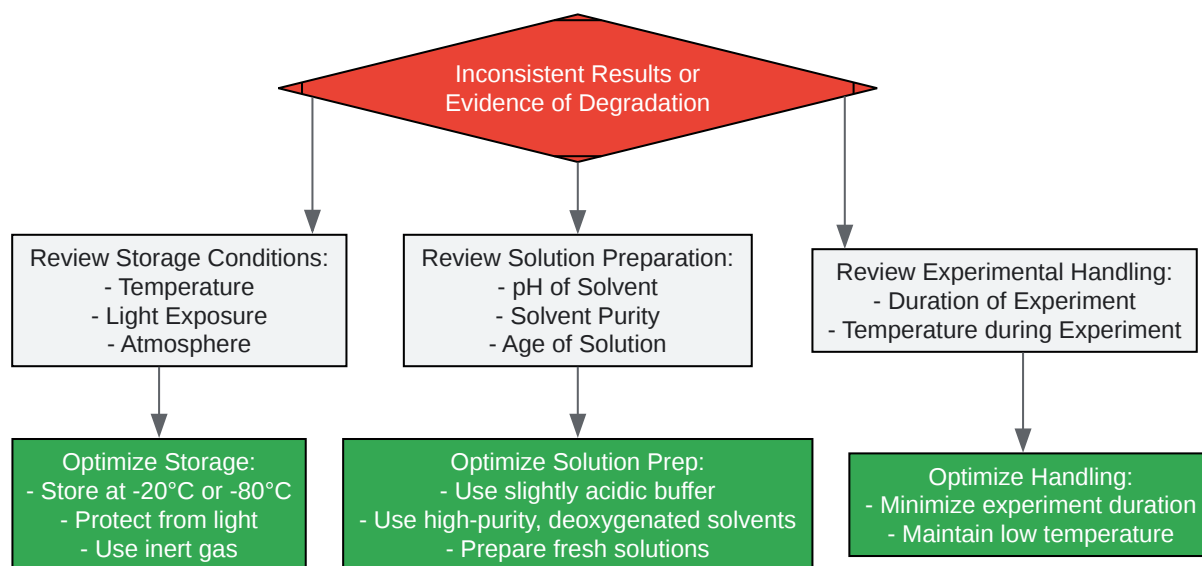 Inconsistent Results or
Evidence of Degradation
Review Storage Conditions:
- Temperature
- Light Exposure
- Atmosphere
Review Solution Preparation:
- pH of Solvent
- Solvent Purity
- Age of Solution
Review Experimental Handling:
- Duration of Experiment
- Temperature during Experiment
Optimize Storage:
- Store at -20°C or -80°C
- Protect from light
- Use inert gas
Optimize Solution Prep:
- Use slightly acidic buffer
- Use high-purity, deoxygenated solvents
- Prepare fresh solutions
Optimize Handling:
- Minimize experiment duration
- Maintain low temperature